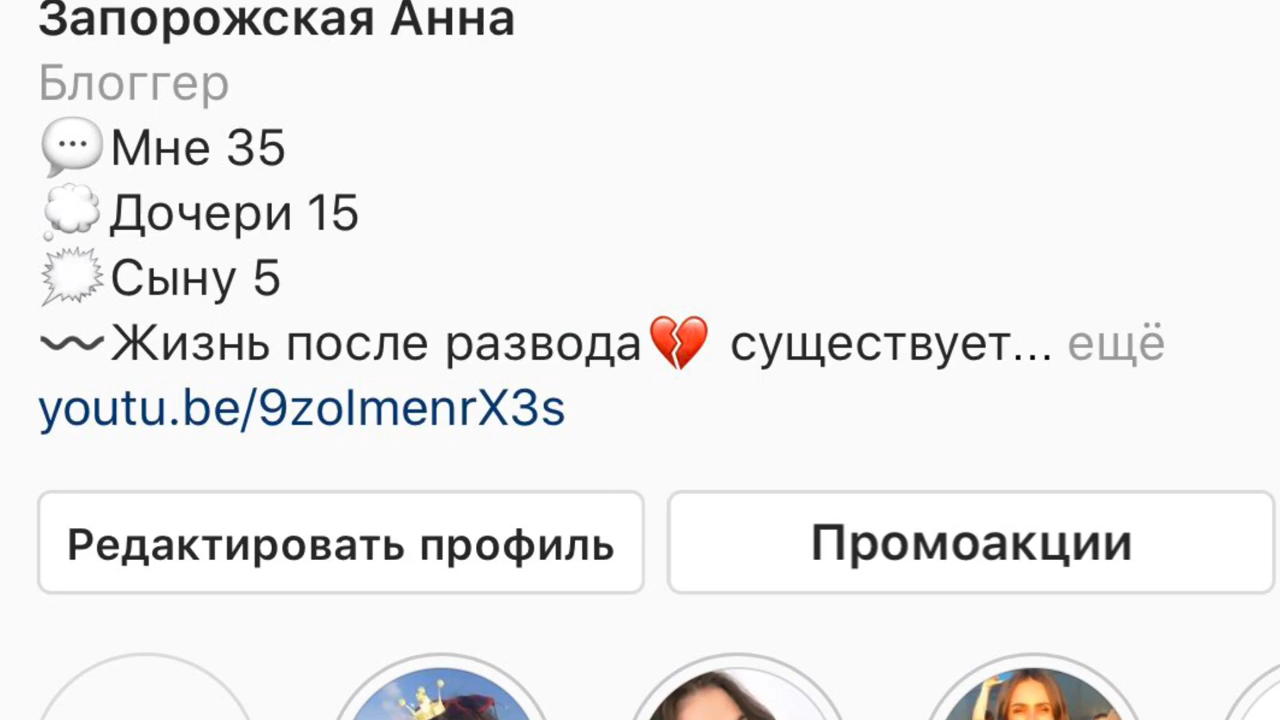 Запорожская Анна
Блоггер
💬Мне 35
💭Дочери 15
🗯Сыну 5
〰️Жизнь после развода💔 существует... ещё
youtu.be/9zoImenrX3s
Редактировать профиль
Промоакции